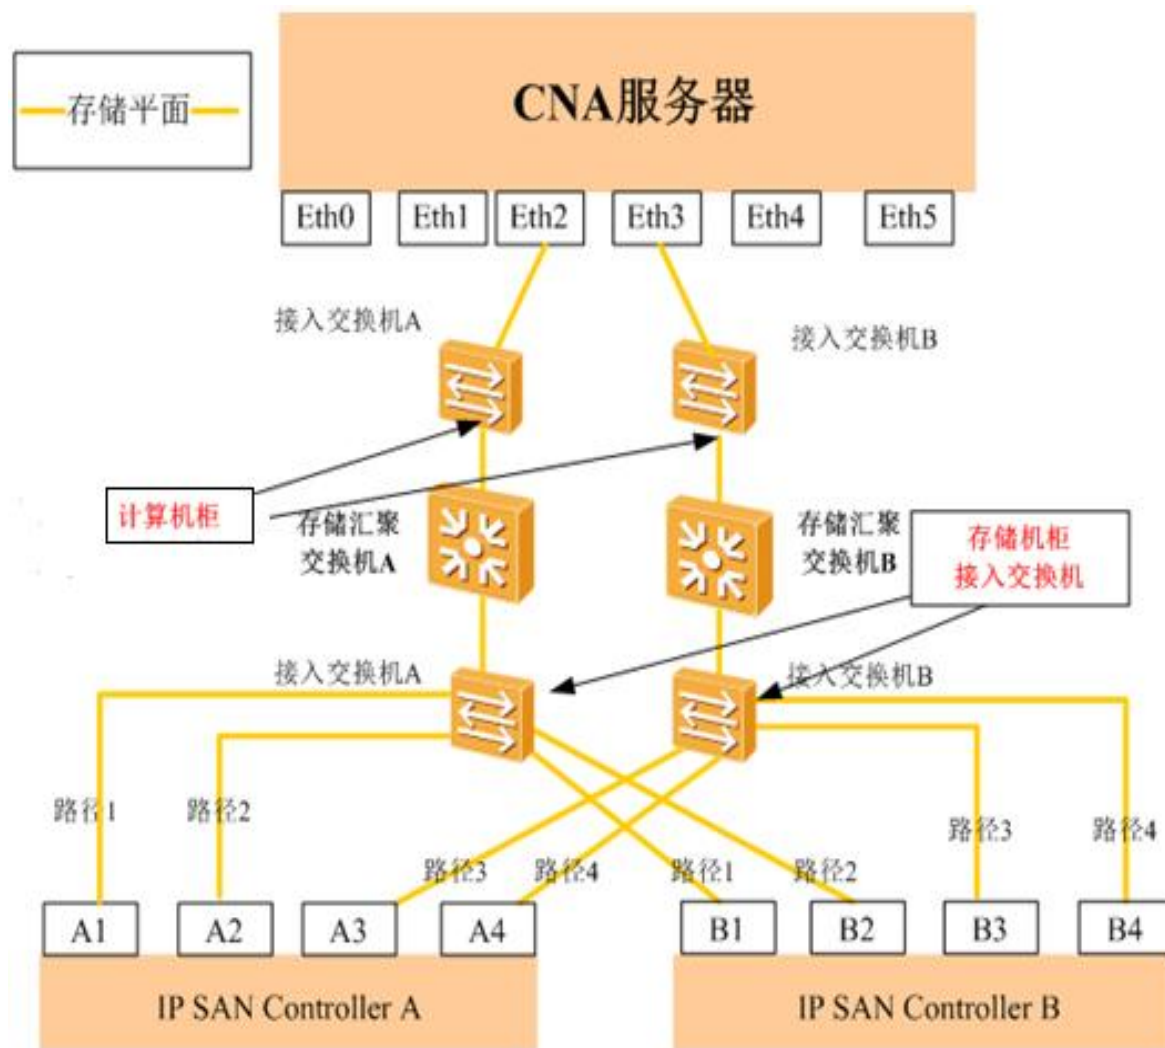 CNA服务器
存储平面
Eth0
Eth1
Eth2
Eth3
Eth4
Eth5
接入交换机A
接入交换机B
计算机柜
存储汇聚
交换机A
存储汇聚
交换机B
存储机柜
接入交换机
接入交换机A
接入交换机B
路径1
路径2
路径3
路径4
路径3
路径4
路径1
路径2
A1
A2
A3
A4
B1
B2
B3
B4
IP SAN Controller A
IP SAN Controller B